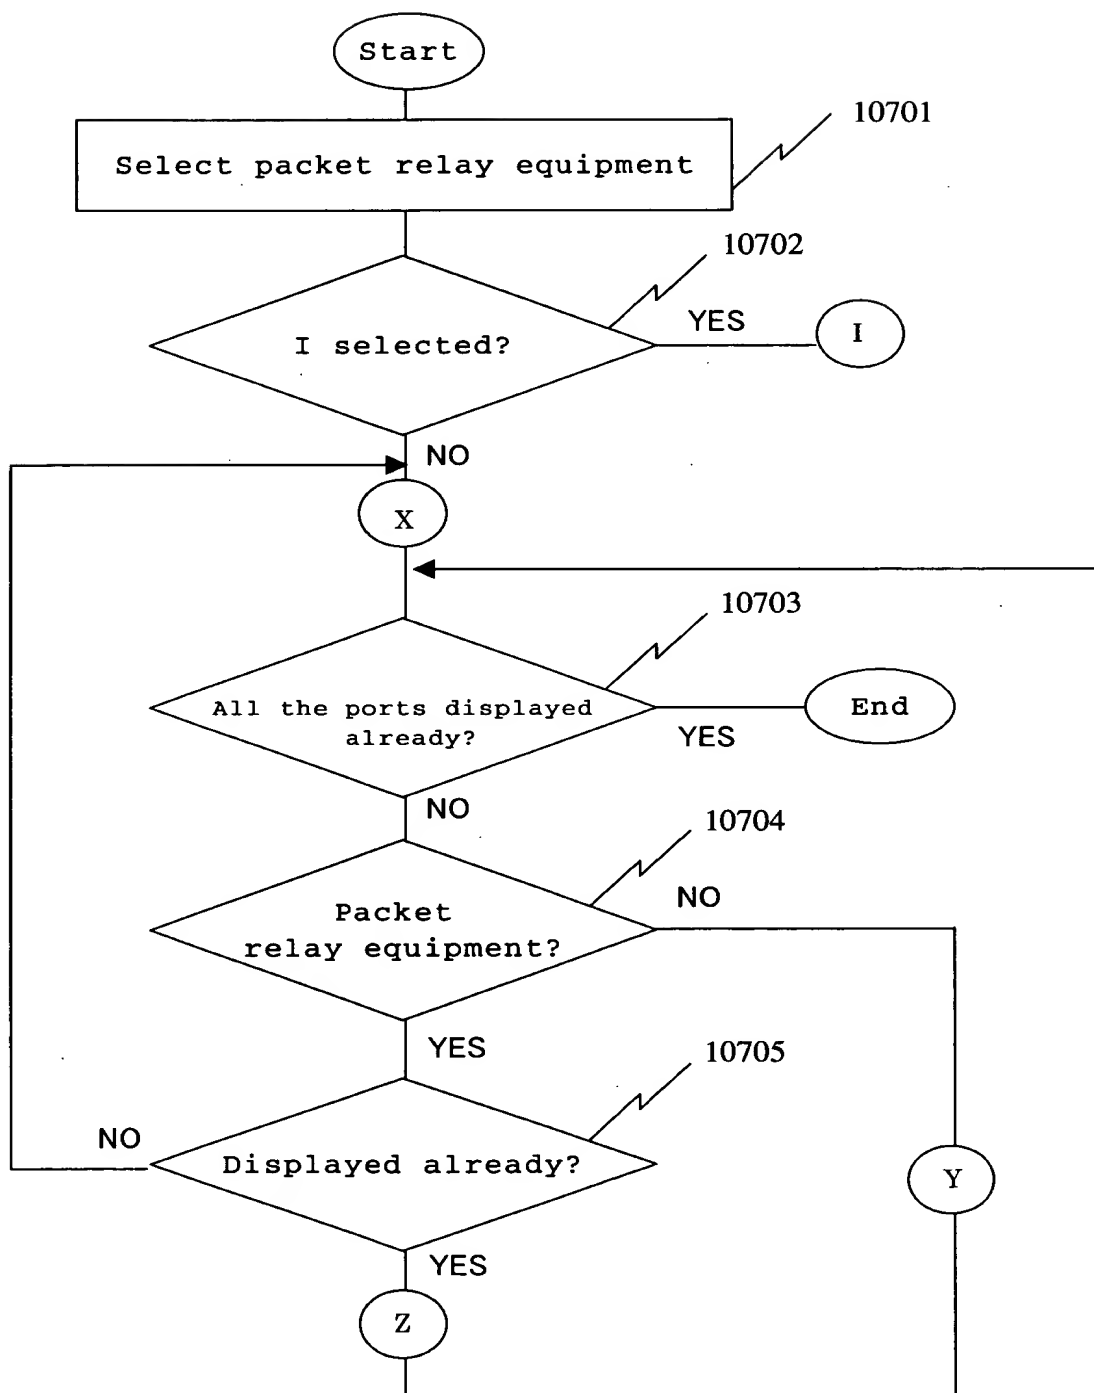 Start
10701
Select packet relay equipment
10702
YES
I
I selected?
NO
X
10703
All the ports displayed
already?
End
YES
NO
10704
NO
Packet
relay equipment?
YES
10705
NO
Displayed already?
Y
YES
Z